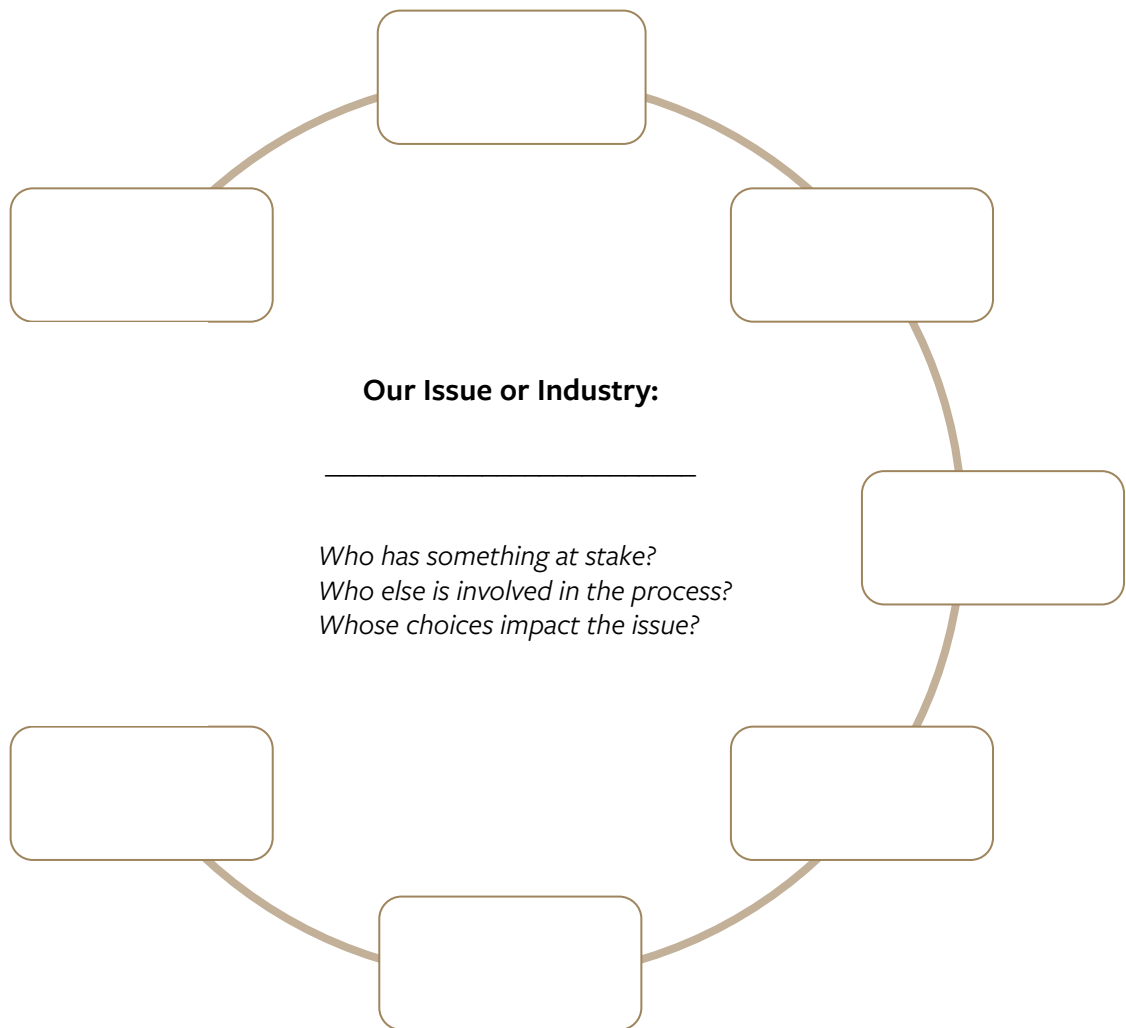 Our Issue or Industry:
__________________________
Who has something at stake?
Who else is involved in the process?
Whose choices impact the issue?